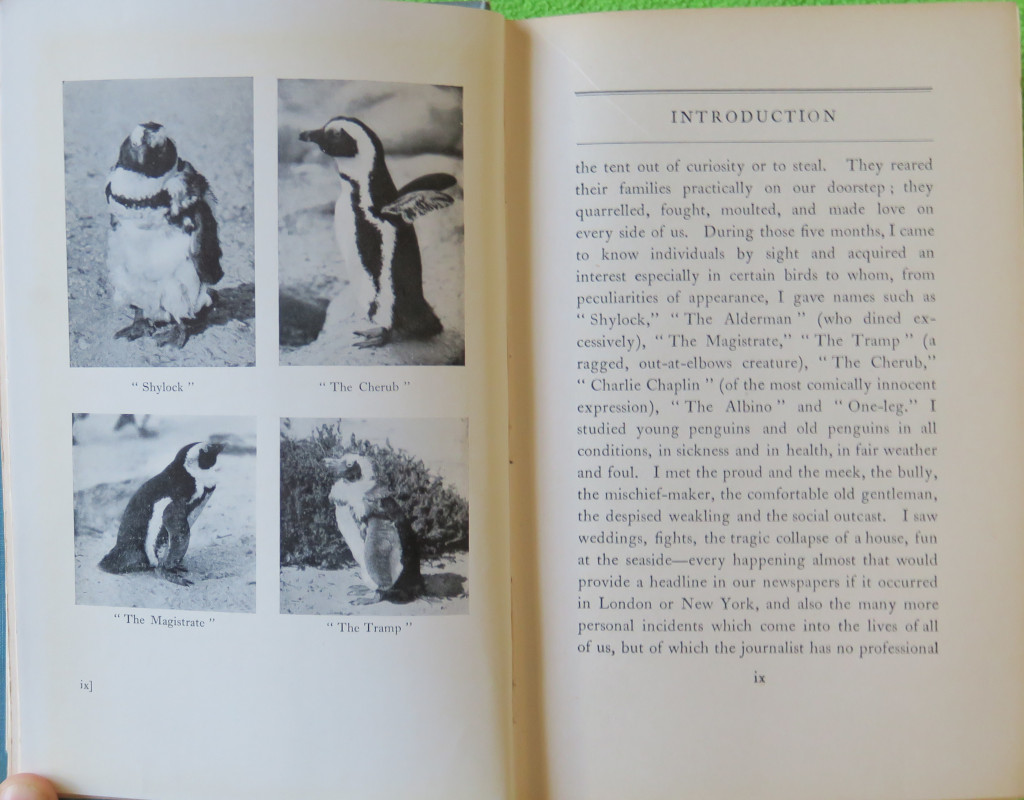 “ Shylock ”
“ The Cherub ”
“ The Magistrate ”
“ The Tramp ”
ix]
INTRODUCTION
the tent out of curiosity or to steal. They reared
their families practically on our doorstep ; they
quarrelled, fought, moulted, and made love on
every side of us. During those five months, I came
to know individuals by sight and acquired an
interest especially in certain birds to whom, from
peculiarities of appearance, I gave names such as
“ Shylock,” “ The Alderman ” (who dined ex-
cessively), “ The Magistrate,” “ The Tramp ” (a
ragged, out-at-elbows creature), “ The Cherub,”
“ Charlie Chaplin ” (of the most comically innocent
expression), “ The Albino ” and “ One-leg.” I
studied young penguins and old penguins in all
conditions, in sickness and in health, in fair weather
and foul. I met the proud and the meek, the bully,
the mischief-maker, the comfortable old gentleman,
the despised weakling and the social outcast. I saw
weddings, fights, the tragic collapse of a house, fun
at the seaside—every happening almost that would
provide a headline in our newspapers if it occurred
in London or New York, and also the many more
personal incidents which come into the lives of all
of us, but of which the journalist has no professional
ix